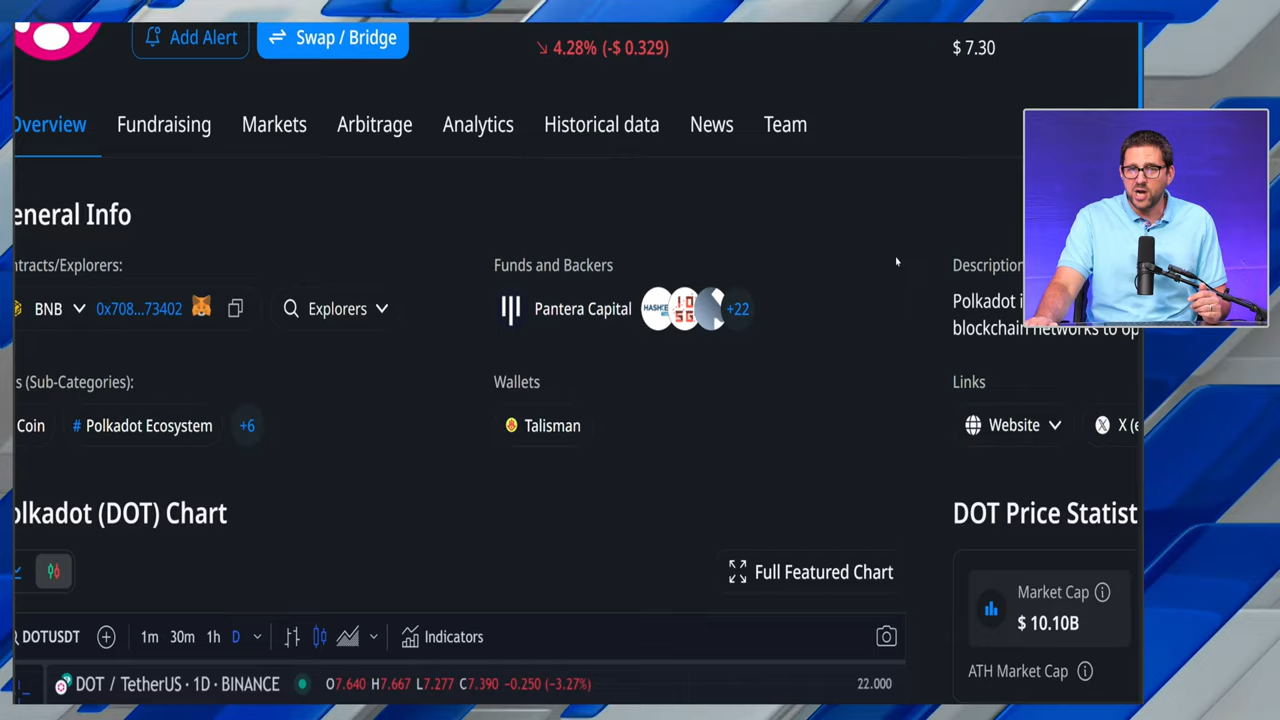 Add Alert
Swap / Bridge
4.28% (-$ 0.329)
$ 7.30
Overview Fundraising Markets Arbitrage Analytics Historical data News Team
eneral Info
ntracts/Explorers:
Funds and Backers
Description
BNB 0x708...73402 Explorers
Pantera Capital HASHKE +22
Polkadot i
blockchain networks to op
s (Sub-Categories):
Wallets
Links
Coin # Polkadot Ecosystem +6
Talisman
Website X (e
olkadot (DOT) Chart
DOT Price Statist
Full Featured Chart
Market Cap
$ 10.10B
DOTUSDT 1m 30m 1h D Indicators
ATH Market Cap
DOT / TetherUS · 1D · BINANCE O7.640 H7.667 L7.277 C7.390 -0.250 (-3.27%) 22.000